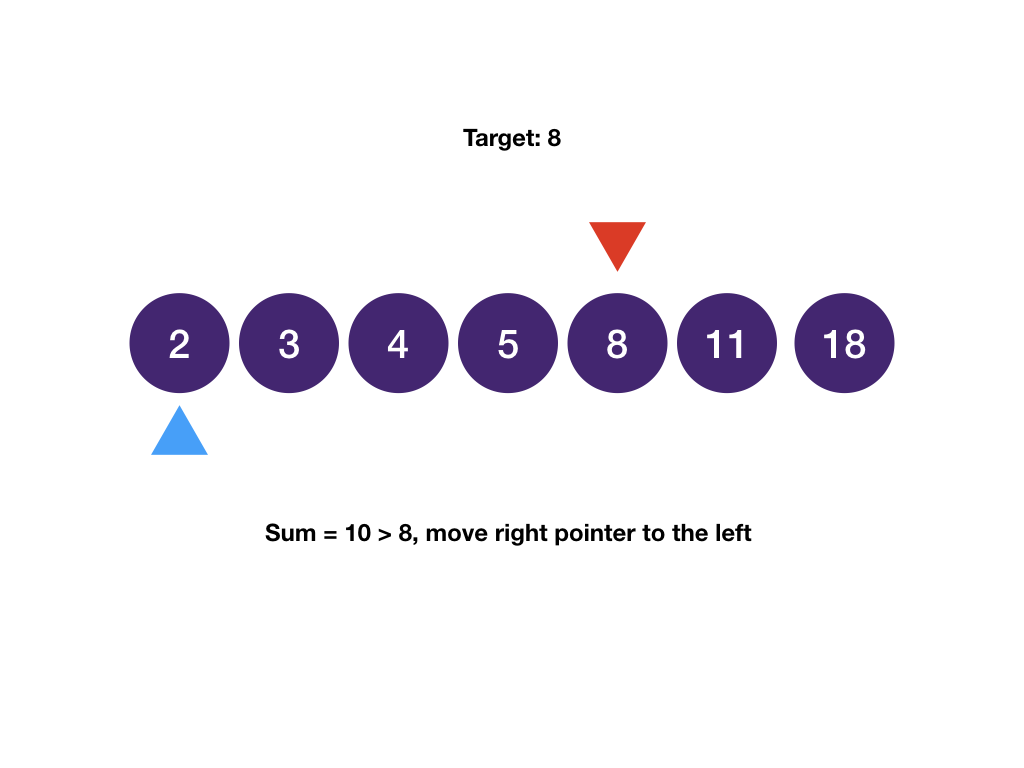 Target: 8
2 3 4 5 8 11 18
Sum = 10 > 8, move right pointer to the left